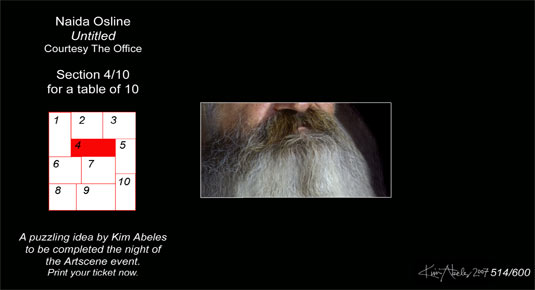 Naida Osline
Untitled
Courtesy The Office
Section 4/10
for a table of 10
1 2 3
4 5
6 7
8 9 10
A puzzling idea by Kim Abeles
to be completed the night of
the Artscene event.
Print your ticket now.
Kim Abeles 2007 514/600